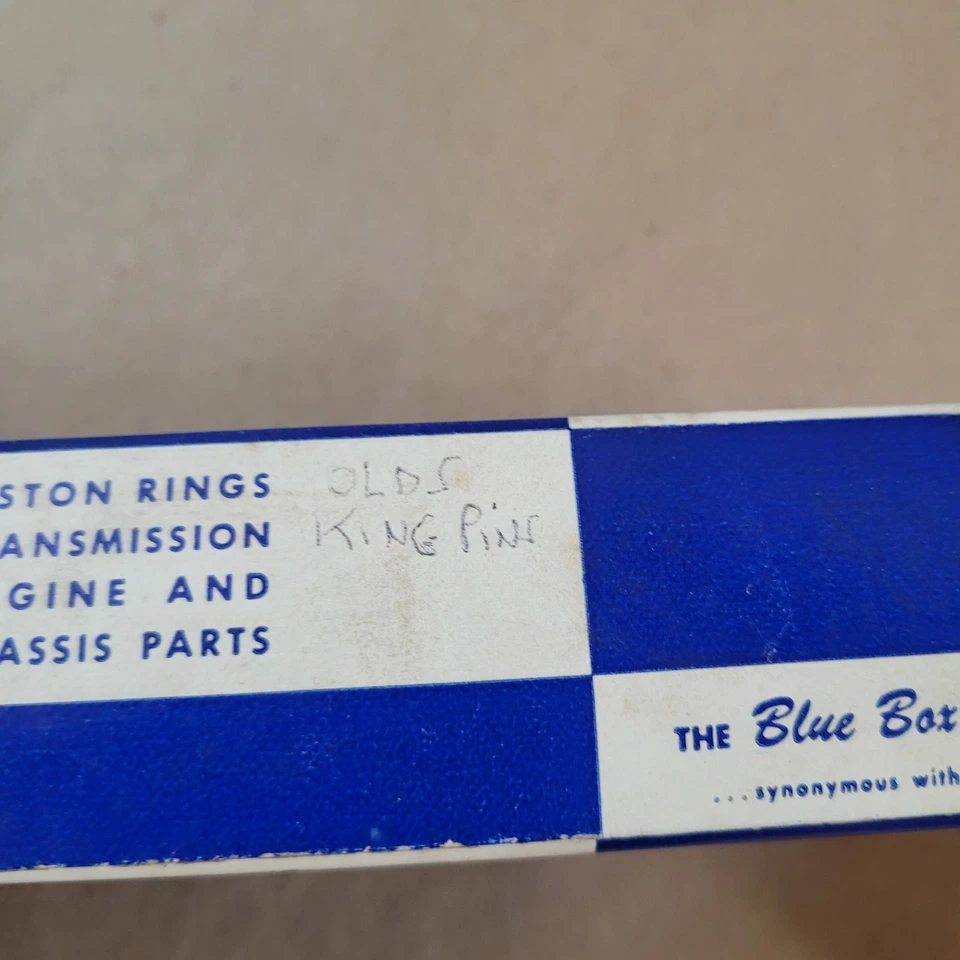 STON RINGS
ANSMISSION
GINE AND
ASSIS PARTS
OLDS
KING PINS
THE Blue Box
...synonymous with